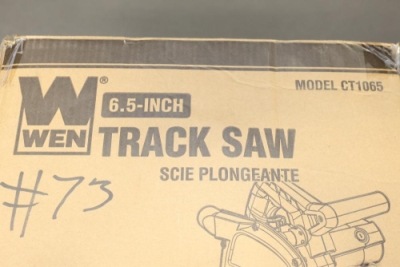 W®
WEN
6.5-INCH
MODEL CT1065
TRACK SAW
SCIE PLONGEANTE
#73